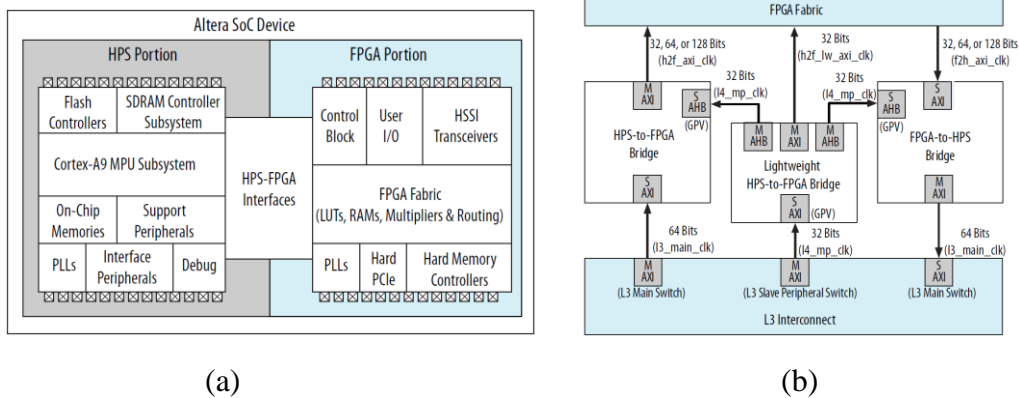 Altera SoC Device
HPS Portion
FPGA Portion
Flash
Controllers
SDRAM Controller
Subsystem
Cortex-A9 MPU Subsystem
On-Chip
Memories
Support
Peripherals
PLLs
Interface
Peripherals
Debug
HPS-FPGA
Interfaces
Control
Block
User
I/O
HSSI
Transceivers
FPGA Fabric
(LUTs, RAMs, Multipliers & Routing)
PLLs
Hard
PCIe
Hard Memory
Controllers
(a)
FPGA Fabric
32, 64, or 128 Bits
(h2f_axi_clk)
32 Bits
(h2f_lw_axi_clk)
32, 64, or 128 Bits
(f2h_axi_clk)
32 Bits
(l4_mp_clk)
32 Bits
(l4_mp_clk)
M
AXI
S
AHB
(GPV)
HPS-to-FPGA
Bridge
S
AXI
M
AHB
M
AXI
M
AHB
Lightweight
HPS-to-FPGA Bridge
S
AXI
(GPV)
S
AHB
(GPV)
S
AXI
FPGA-to-HPS
Bridge
M
AXI
64 Bits
(l3_main_clk)
32 Bits
(l4_mp_clk)
64 Bits
(l3_main_clk)
M
AXI
(L3 Main Switch)
M
AXI
(L3 Slave Peripheral Switch)
S
AXI
(L3 Main Switch)
L3 Interconnect
(b)